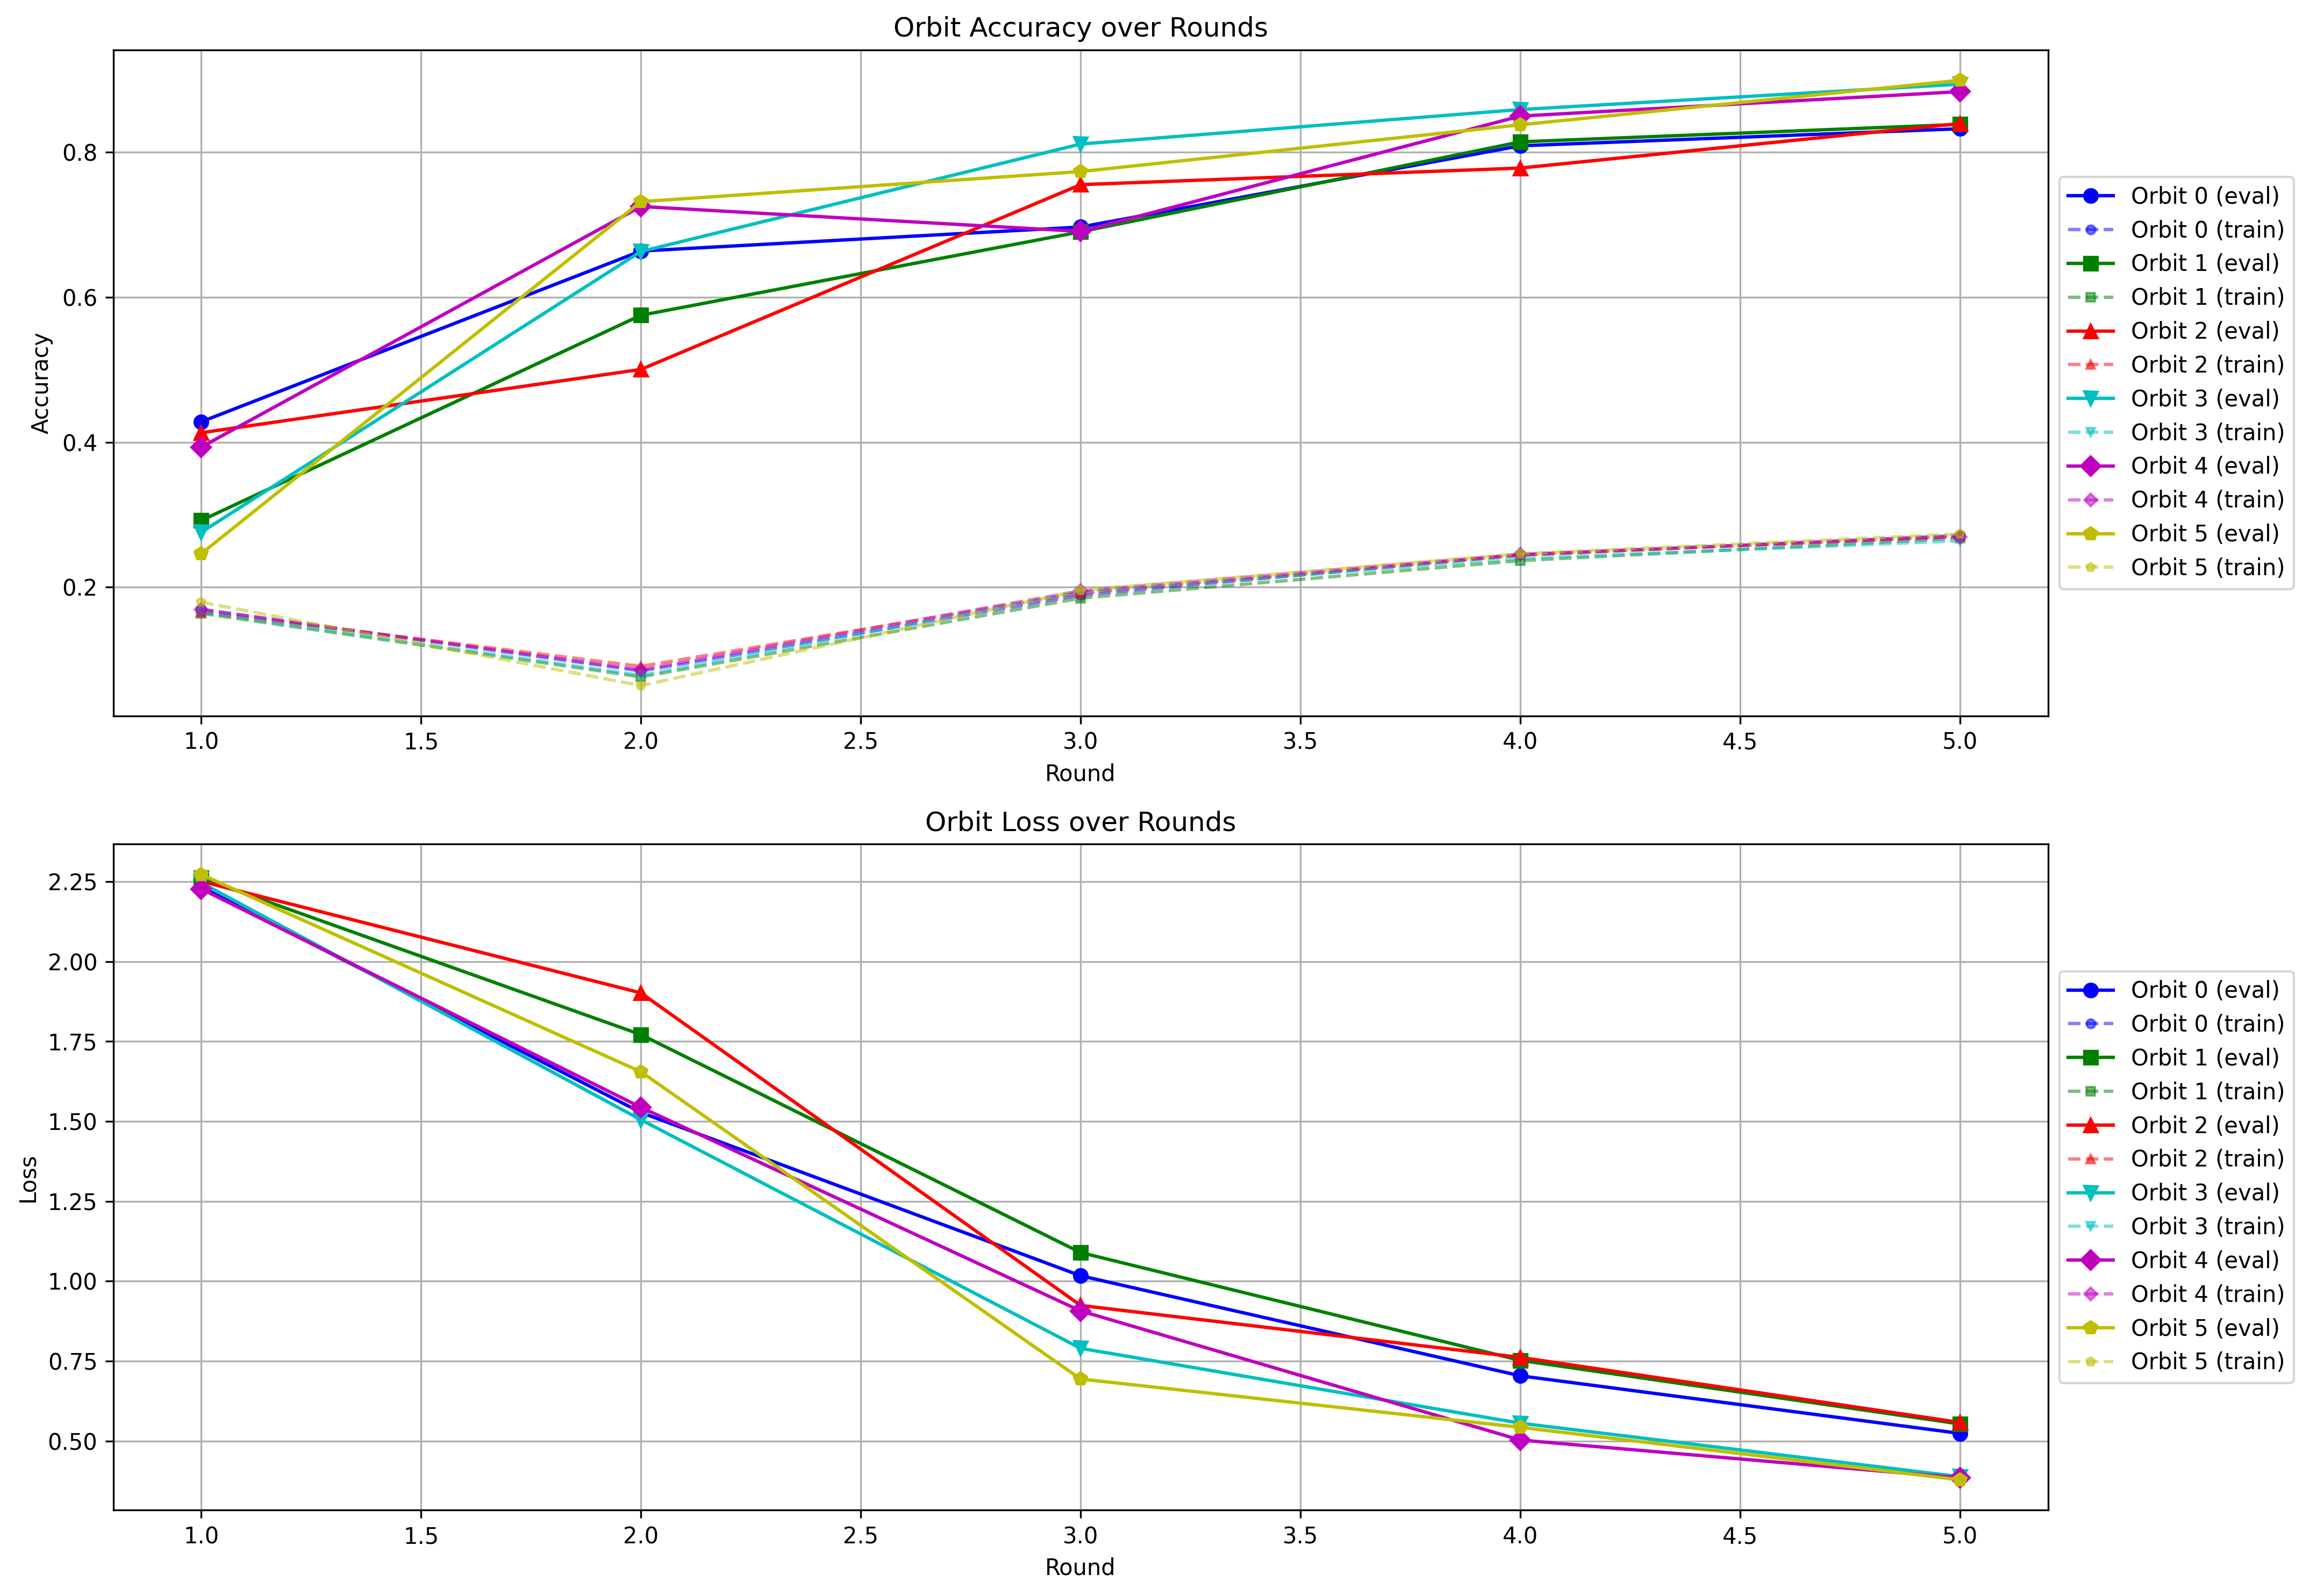 Orbit Accuracy over Rounds
Accuracy
0.8
0.6
0.4
0.2
1.0 1.5 2.0 2.5 3.0 3.5 4.0 4.5 5.0
Round
Orbit 0 (eval)
Orbit 0 (train)
Orbit 1 (eval)
Orbit 1 (train)
Orbit 2 (eval)
Orbit 2 (train)
Orbit 3 (eval)
Orbit 3 (train)
Orbit 4 (eval)
Orbit 4 (train)
Orbit 5 (eval)
Orbit 5 (train)
Orbit Loss over Rounds
Loss
2.25
2.00
1.75
1.50
1.25
1.00
0.75
0.50
1.0 1.5 2.0 2.5 3.0 3.5 4.0 4.5 5.0
Round
Orbit 0 (eval)
Orbit 0 (train)
Orbit 1 (eval)
Orbit 1 (train)
Orbit 2 (eval)
Orbit 2 (train)
Orbit 3 (eval)
Orbit 3 (train)
Orbit 4 (eval)
Orbit 4 (train)
Orbit 5 (eval)
Orbit 5 (train)